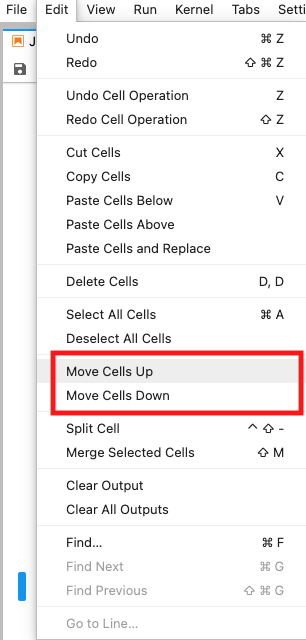 File Edit View Run Kernel Tabs Setti
J
Undo ⌘ Z
Redo ⇧ ⌘ Z
Undo Cell Operation Z
Redo Cell Operation ⇧ Z
Cut Cells X
Copy Cells C
Paste Cells Below V
Paste Cells Above
Paste Cells and Replace
Delete Cells D, D
Select All Cells ⌘ A
Deselect All Cells
Move Cells Up
Move Cells Down
Split Cell ⌃ ⇧ -
Merge Selected Cells ⇧ M
Clear Output
Clear All Outputs
Find... ⌘ F
Find Next ⌘ G
Find Previous ⇧ ⌘ G
Go to Line...